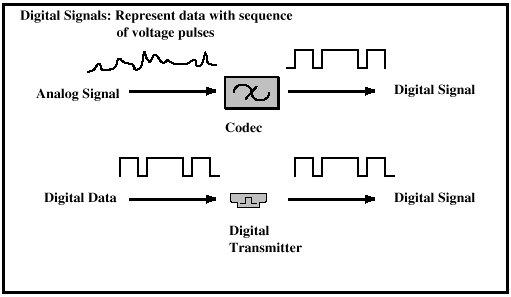 Digital Signals: Represent data with sequence
of voltage pulses
Analog Signal
Digital Signal
Codec
Digital Data
Digital Signal
Digital
Transmitter